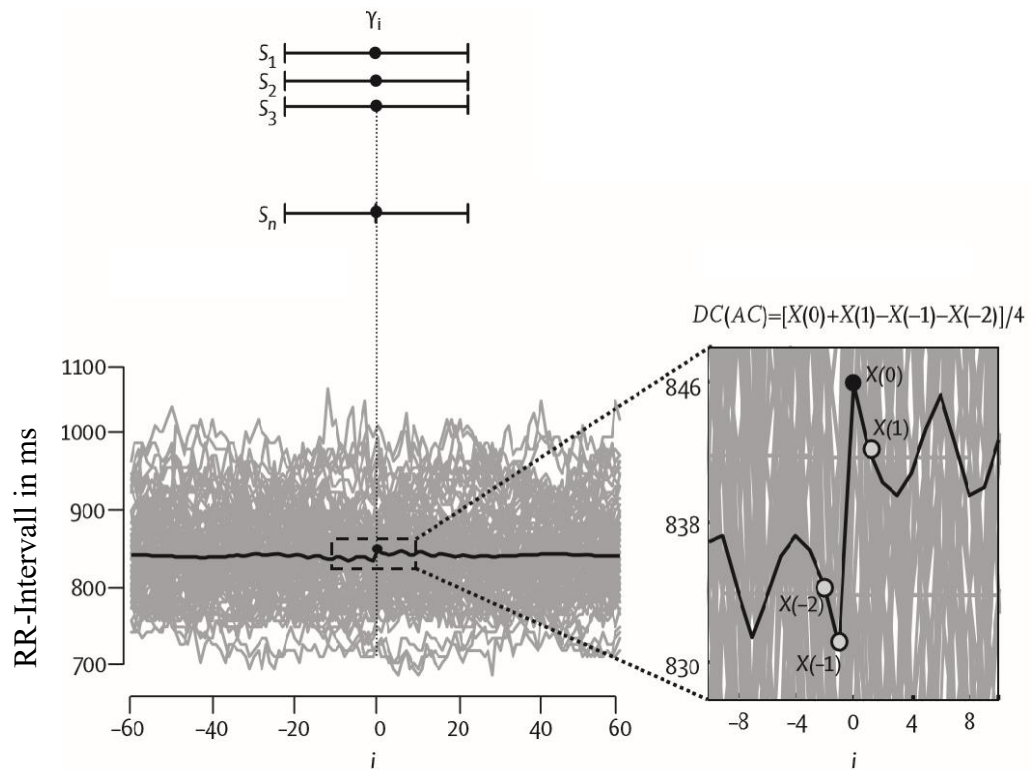 γi
S1
S2
S3
Sn
DC(AC)=[X(0)+X(1)−X(−1)−X(−2)]/4
RR-Intervall in ms
1100
1000
900
800
700
−60 −40 −20 0 20 40 60
i
846
838
830
X(0)
X(1)
X(−2)
X(−1)
−8 −4 0 4 8
i